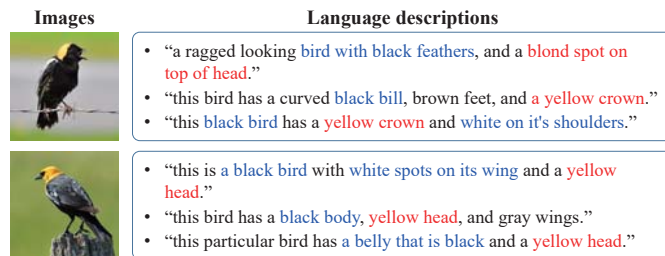 Images
Language descriptions
• “a ragged looking bird with black feathers, and a blond spot on
top of head.”
• “this bird has a curved black bill, brown feet, and a yellow crown.”
• “this black bird has a yellow crown and white on it's shoulders.”
• “this is a black bird with white spots on its wing and a yellow
head.”
• “this bird has a black body, yellow head, and gray wings.”
• “this particular bird has a belly that is black and a yellow head.”